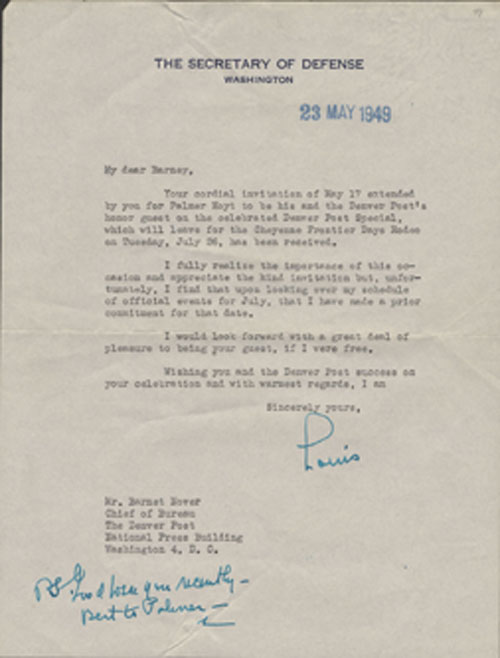 THE SECRETARY OF DEFENSE
WASHINGTON
23 MAY 1949
My dear Barney,
Your cordial invitation of May 17 extended
by you for Palmer Hoyt to be his and the Denver Post's
honor guest on the celebrated Denver Post Special,
which will leave for the Cheyenne Frontier Days Rodeo
on Tuesday, July 26, has been received.
I fully realize the importance of this oc-
casion and appreciate the kind invitation but, unfor-
tunately, I find that upon looking over my schedule
of official events for July, that I have made a prior
commitment for that date.
I would look forward with a great deal of
pleasure to being your guest, if I were free.
Wishing you and the Denver Post success on
your celebration and with warmest regards, I am
Sincerely yours,
Louis
Mr. Barnet Nover
Chief of Bureau
The Denver Post
National Press Building
Washington 4, D. C.
PS Good to see you recently -
Best to Palmer -